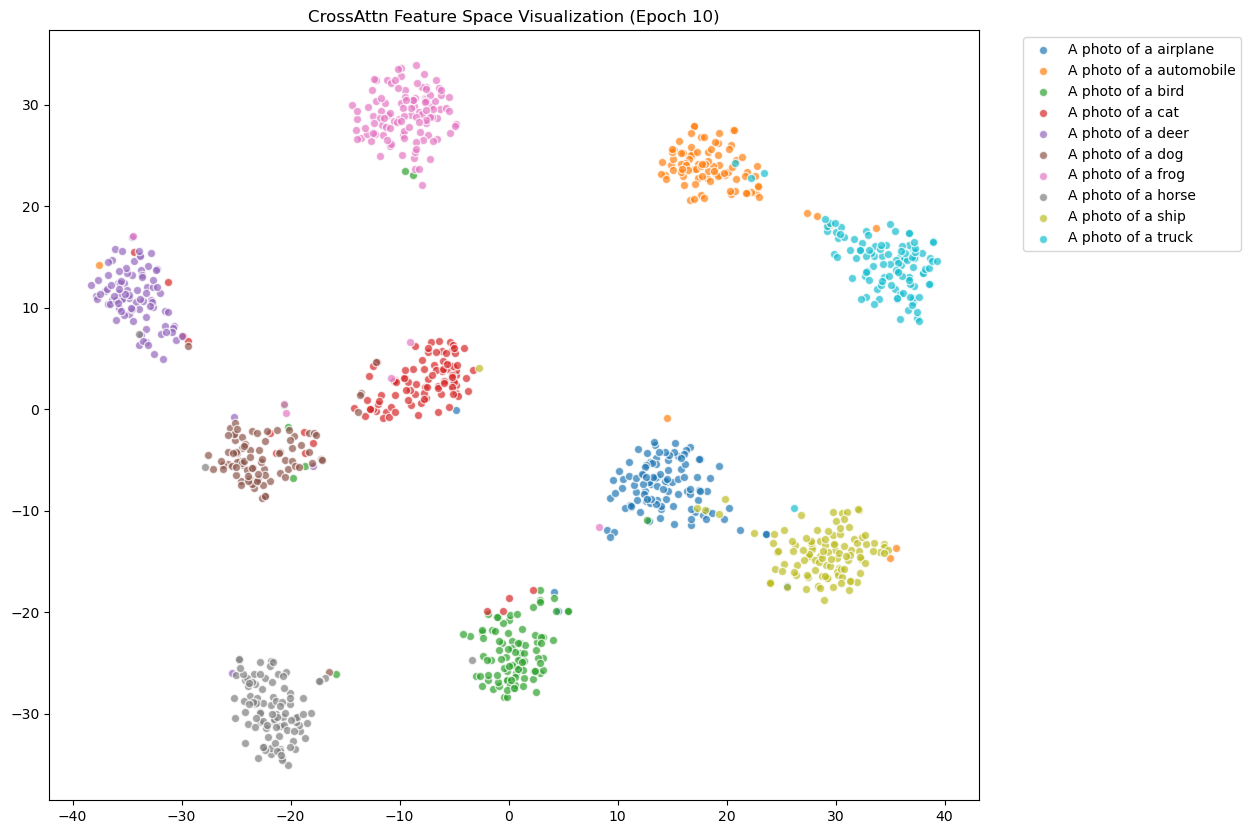 CrossAttn Feature Space Visualization (Epoch 10)
A photo of a airplane
A photo of a automobile
A photo of a bird
A photo of a cat
A photo of a deer
A photo of a dog
A photo of a frog
A photo of a horse
A photo of a ship
A photo of a truck
30
20
10
0
−10
−20
−30
−40 −30 −20 −10 0 10 20 30 40